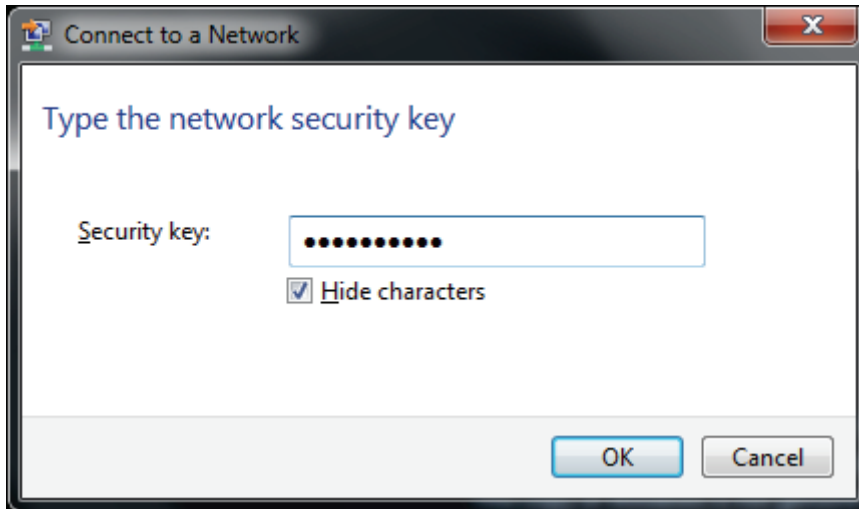 Connect to a Network
Type the network security key
Security key: ••••••••••
Hide characters
OK Cancel